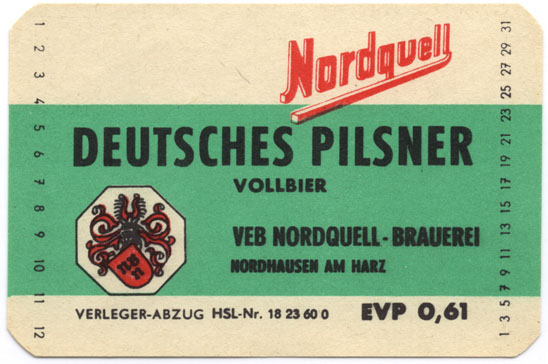 1 2 3 4 5 6 7 8 9 10 11 12
Nordquell
DEUTSCHES PILSNER
VOLLBIER
VEB NORDQUELL-BRAUEREI
NORDHAUSEN AM HARZ
VERLEGER-ABZUG HSL-Nr. 18 23 60 0
EVP 0,61
1 3 5 7 9 11 13 15 17 19 21 23 25 27 29 31